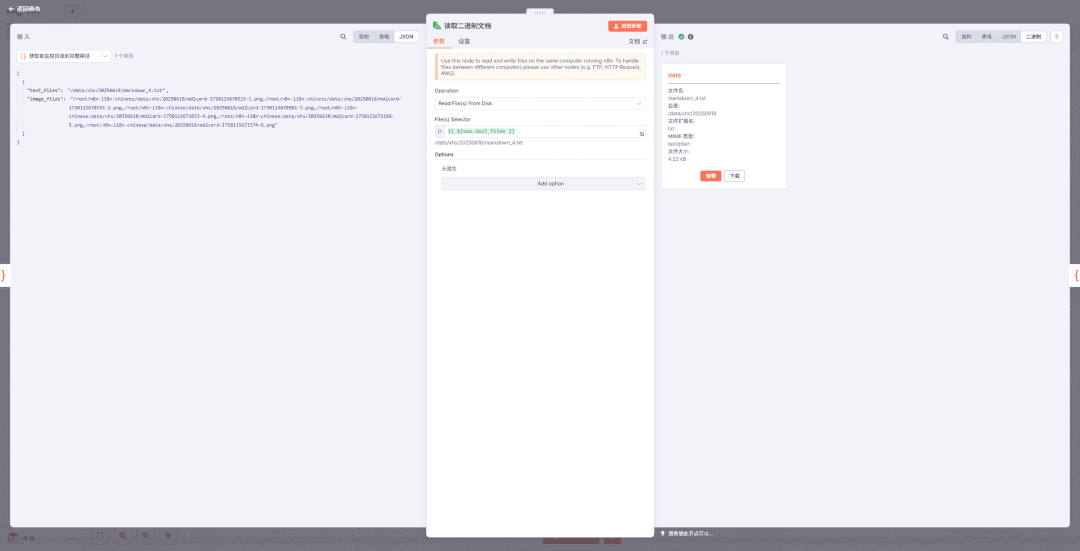 返回画布
输入
架构 表格 JSON
{} 获取被监控目录的完整路径
1 个项目
[
{
"text_files": "/data/xhs/20250618/markdown_4.txt",
"image_files": "/root/n8n-i18n-chinese/data/xhs/20250618/md2card-1750115670515-1.png,/root/n8n-i18n-chinese/data/xhs/20250618/md2card-
1750115670741-2.png,/root/n8n-i18n-chinese/data/xhs/20250618/md2card-1750115670901-3.png,/root/n8n-i18n-
chinese/data/xhs/20250618/md2card-1750115671053-4.png,/root/n8n-i18n-chinese/data/xhs/20250618/md2card-1750115671196-
5.png,/root/n8n-i18n-chinese/data/xhs/20250618/md2card-1750115671374-6.png"
}
]
读取二进制文档
参数 设置
文档
Use this node to read and write files on the same computer running n8n. To handle
files between different computers please use other nodes (e.g. FTP, HTTP Request,
AWS).
Operation
Read File(s) From Disk
File(s) Selector
fx {{ $json.text_files }}
/data/xhs/20250618/markdown_4.txt
Options
无属性
Add option
输出
架构 表格 JSON 二进制
1 个项目
data
文件名:
markdown_4.txt
目录:
/data/xhs/20250618
文件扩展名:
txt
MIME 类型:
text/plain
文件大小:
4.22 kB
查看 下载
我希望此节点可以...